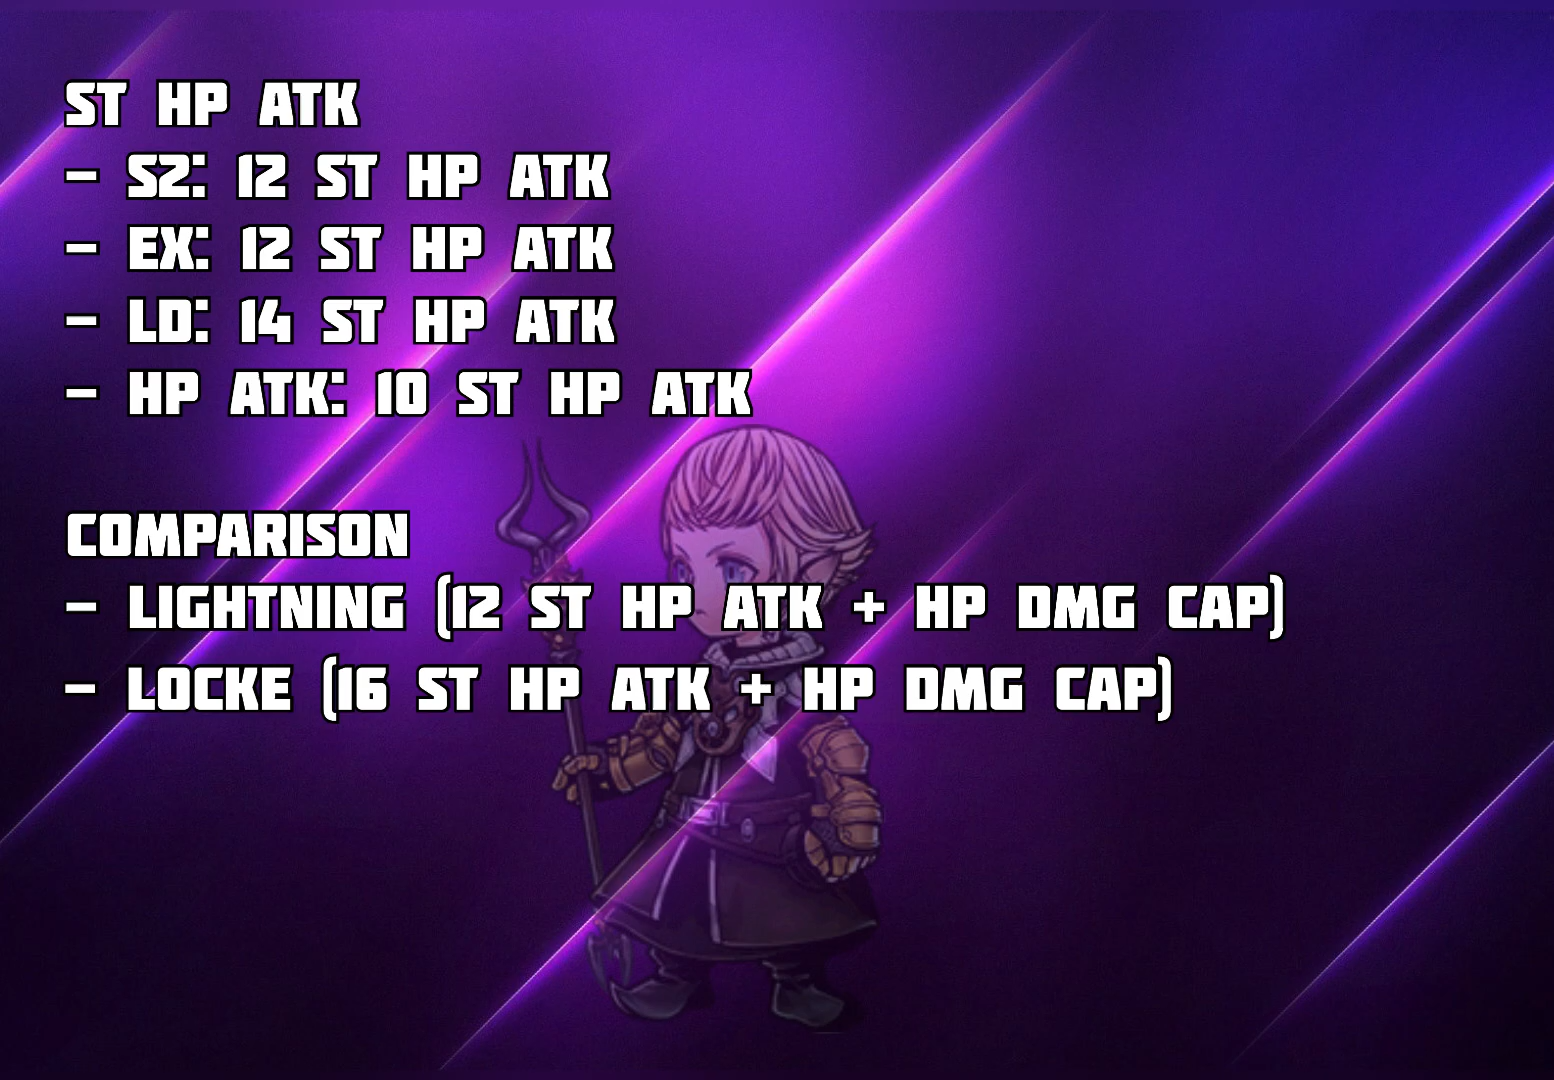 ST HP ATK
- S2: 12 ST HP ATK
- EX: 12 ST HP ATK
- LD: 14 ST HP ATK
- HP ATK: 10 ST HP ATK
COMPARISON
- LIGHTNING (12 ST HP ATK + HP DMG CAP)
- LOCKE (16 ST HP ATK + HP DMG CAP)